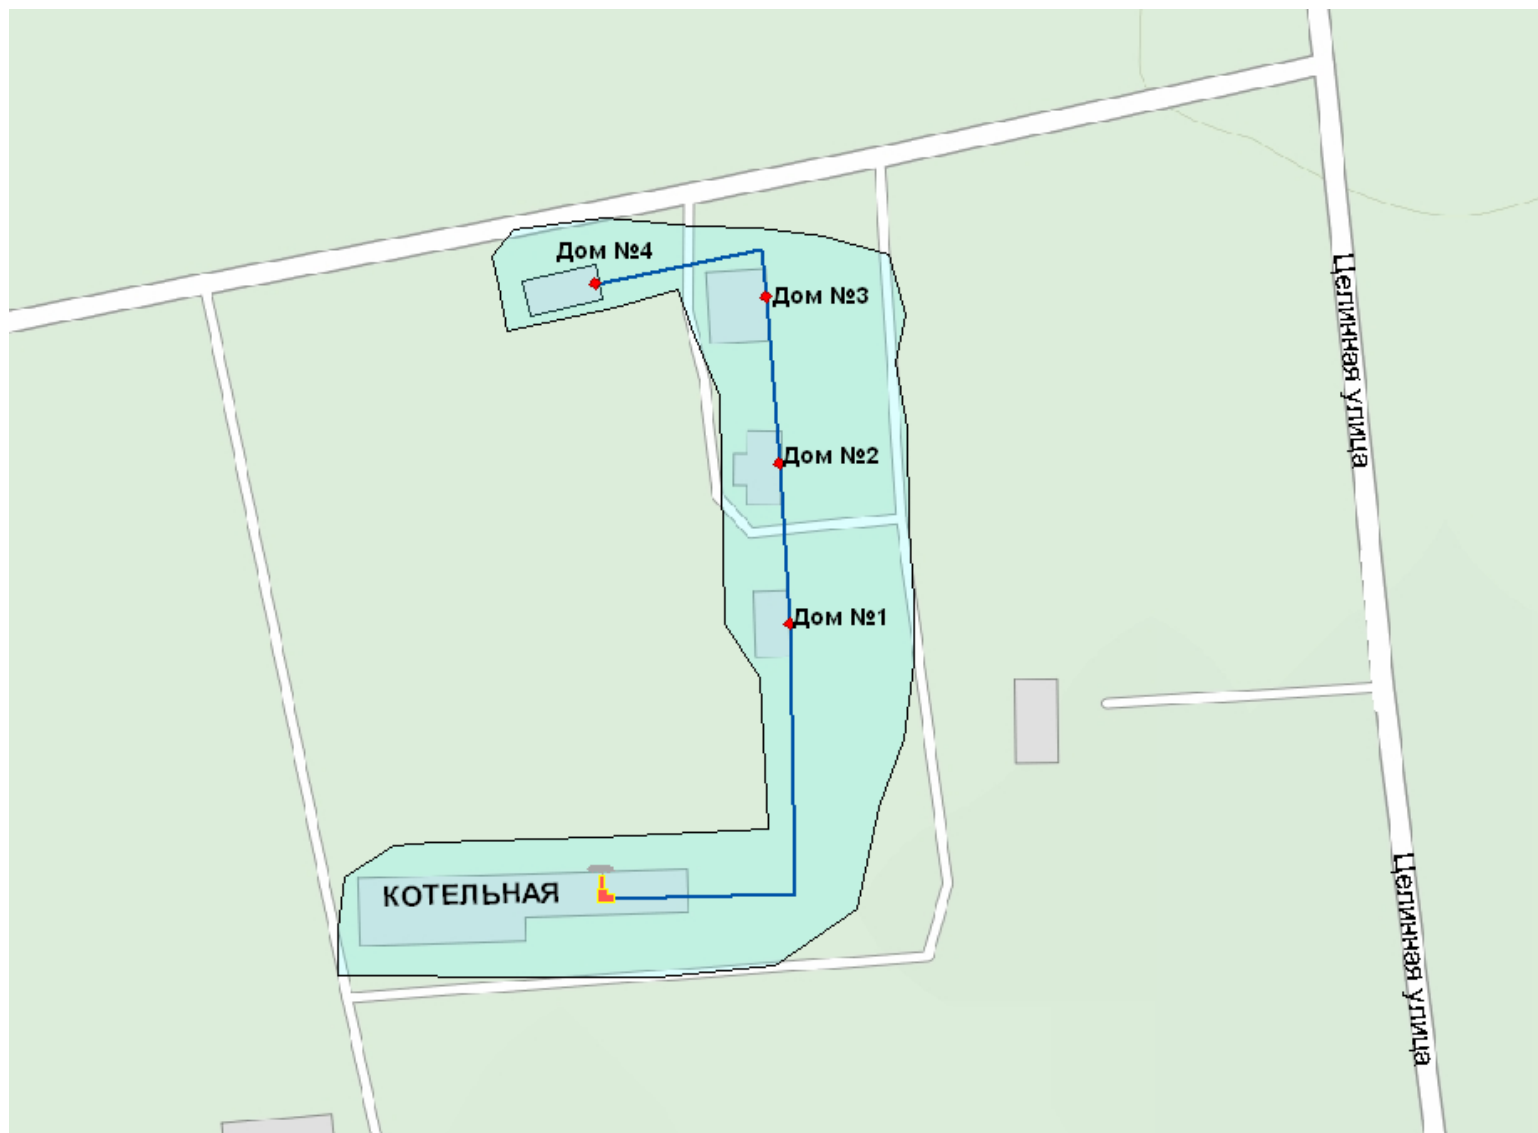 Дом №4
Дом №3
Целинная улица
Дом №2
Дом №1
КОТЕЛЬНАЯ
Целинная улица